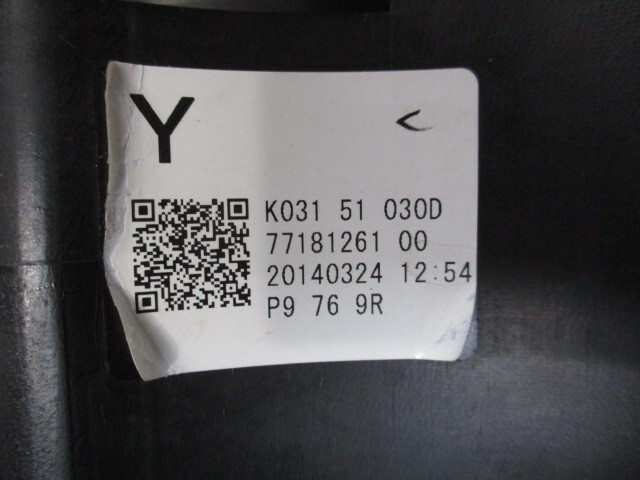 Y <
K031 51 030D
77181261 00
20140324 12:54
P9 76 9R